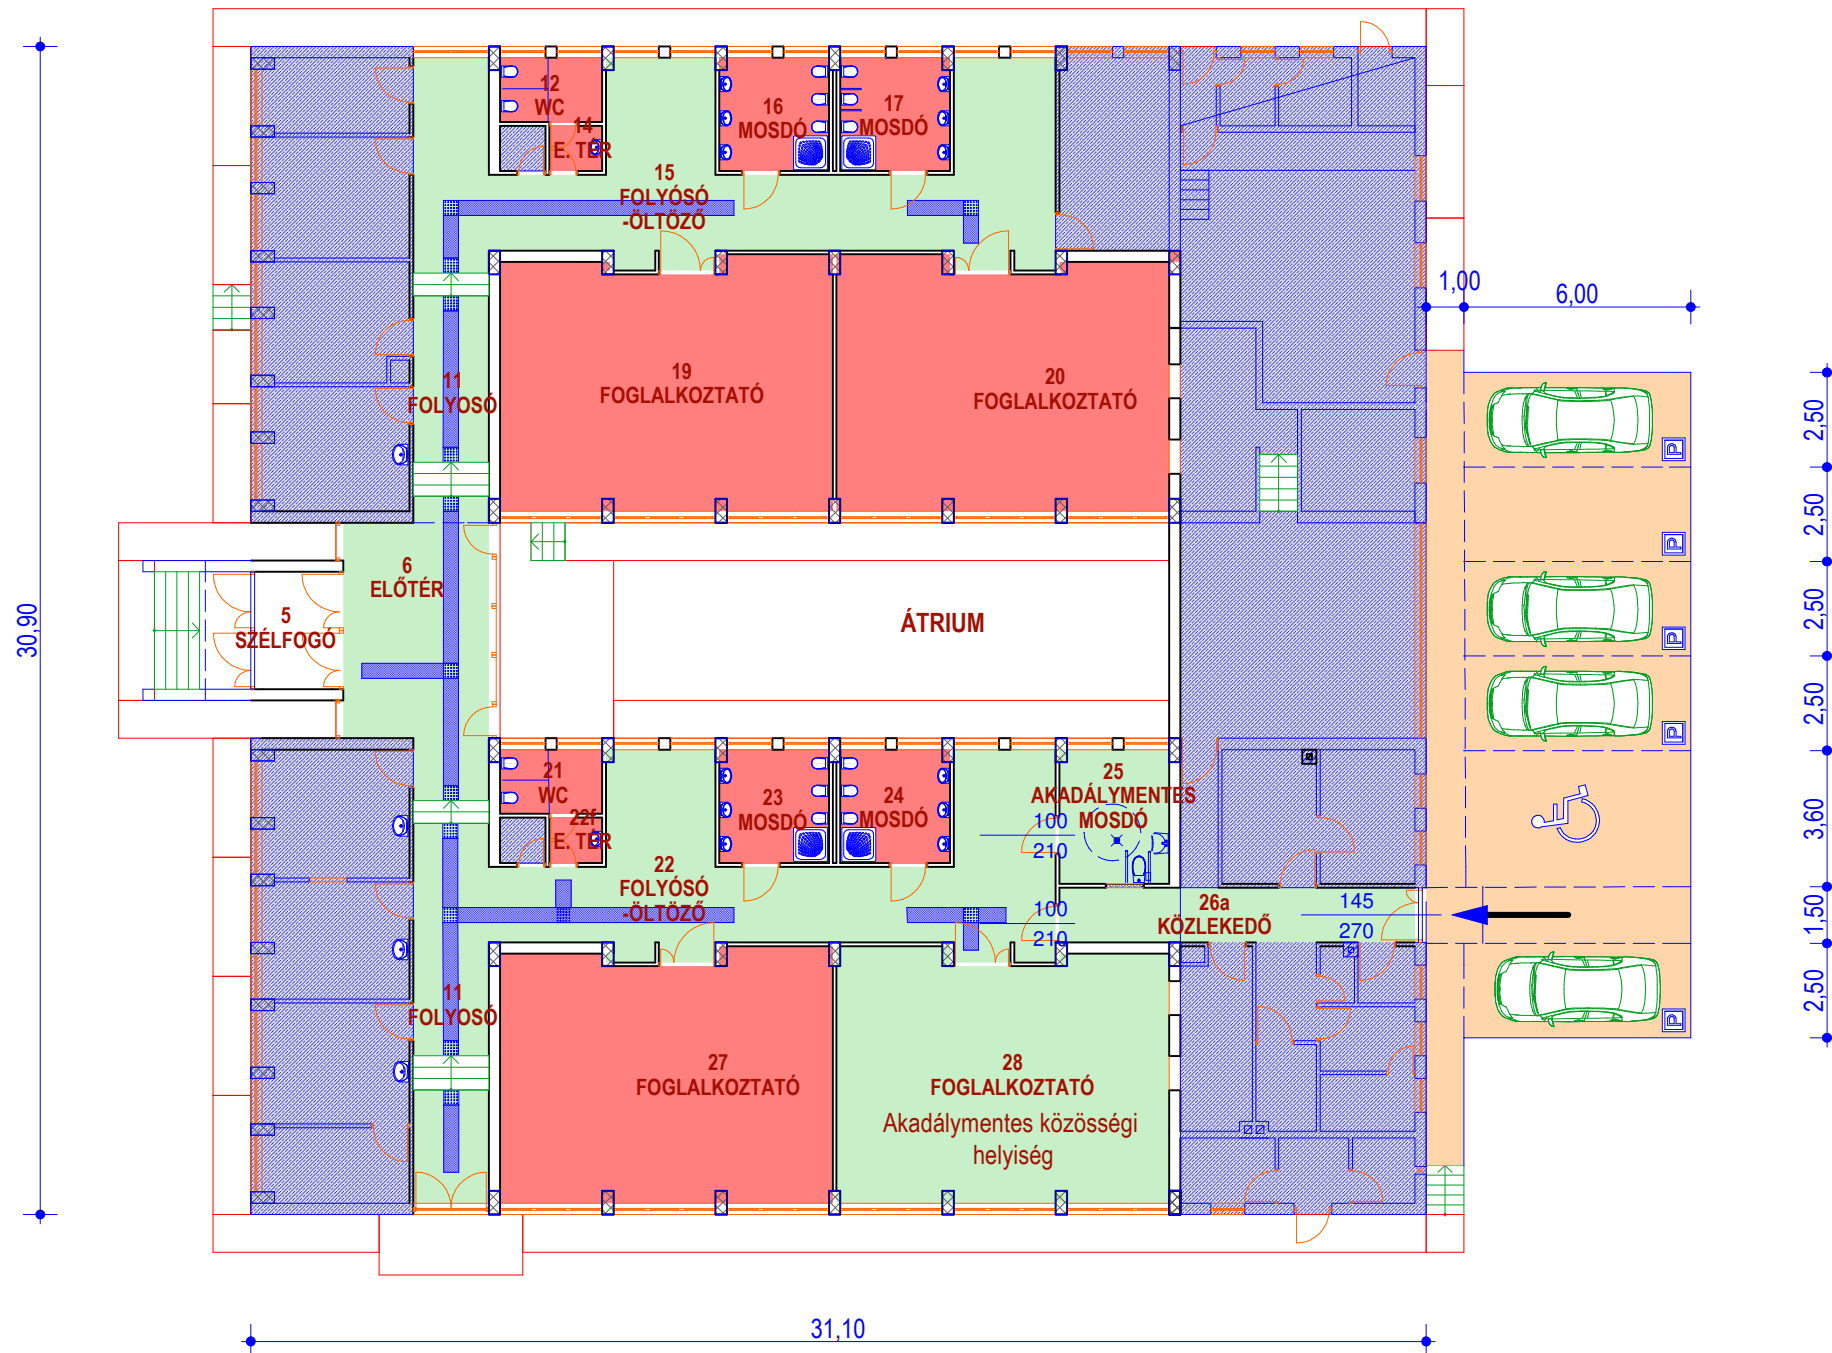 12
WC
14
E. TÉR
16
MOSDÓ
17
MOSDÓ
15
FOLYÓSÓ
-ÖLTÖZŐ
1,00
6,00
11
FOLYOSÓ
19
FOGLALKOZTATÓ
20
FOGLALKOZTATÓ
2,50
P
2,50
P
6
ELŐTÉR
5
SZÉLFOGÓ
ÁTRIUM
30,90
2,50
P
2,50
P
21
WC
22f
E. TÉR
23
MOSDÓ
24
MOSDÓ
25
AKADÁLYMENTES
MOSDÓ
100
210
3,60
22
FOLYÓSÓ
-ÖLTÖZŐ
100
210
26a
KÖZLEKEDŐ
145
270
1,50
11
FOLYOSÓ
2,50
P
27
FOGLALKOZTATÓ
28
FOGLALKOZTATÓ
Akadálymentes közösségi
helyiség
31,10